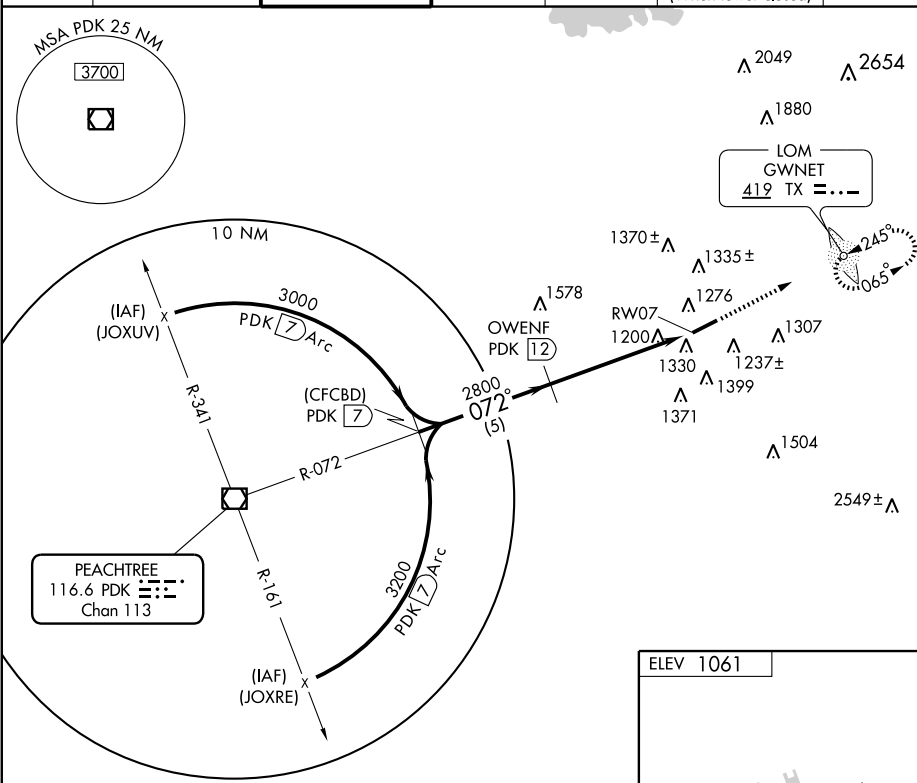 MSA PDK 25 NM
3700
2049
2654
1880
LOM
GWNET
419 TX
245°
065°
10 NM
1370±
1335±
(IAF)
(JOXUV)
3000
PDK 7 Arc
1578
1276
RW07
OWENF
PDK 12
1200
1307
1330
1237±
1399
1371
R-341
(CFCBD)
PDK 7
2800
072°
(5)
R-072
1504
2549±
PEACHTREE
116.6 PDK
Chan 113
R-161
3200
PDK 7 Arc
(IAF)
(JOXRE)
ELEV 1061